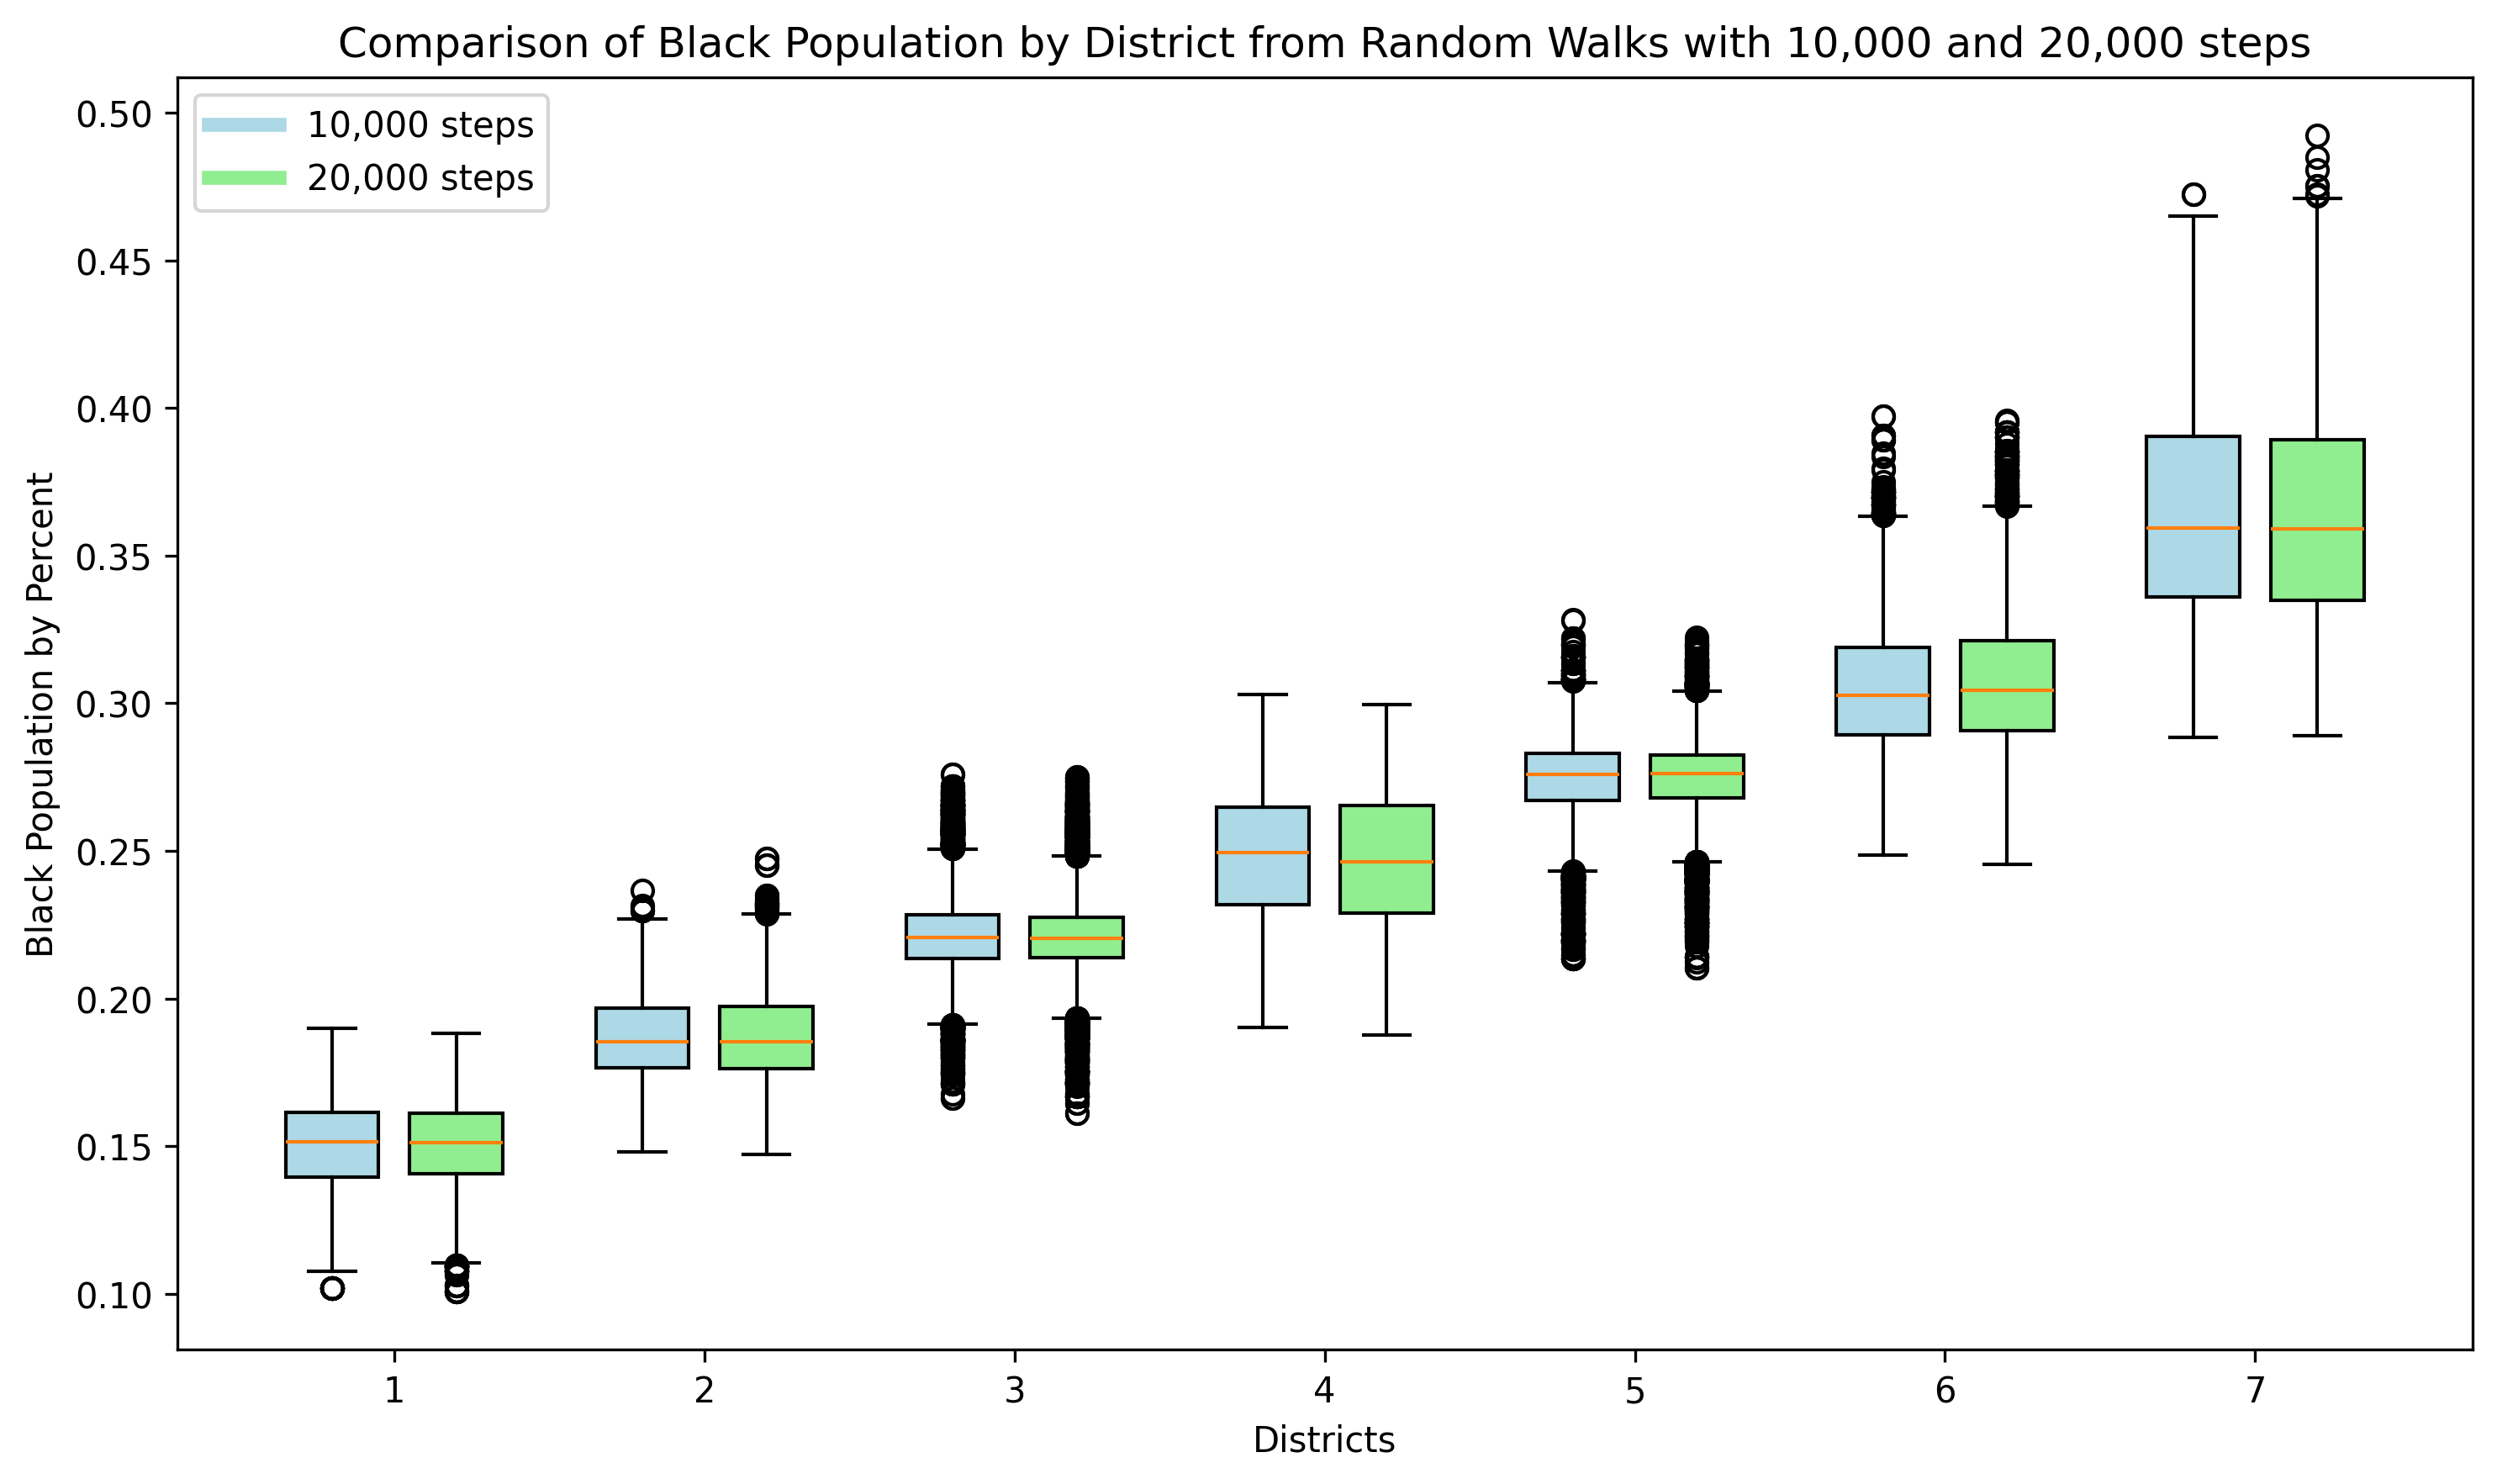 Comparison of Black Population by District from Random Walks with 10,000 and 20,000 steps
10,000 steps
20,000 steps
Black Population by Percent
0.50
0.45
0.40
0.35
0.30
0.25
0.20
0.15
0.10
1 2 3 4 5 6 7
Districts